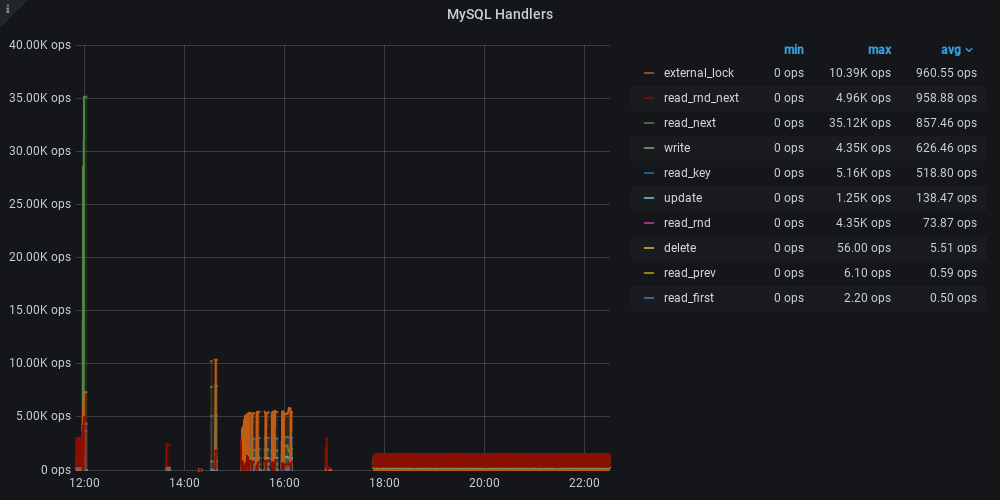 i
MySQL Handlers
40.00K ops
35.00K ops
30.00K ops
25.00K ops
20.00K ops
15.00K ops
10.00K ops
5.00K ops
0 ops
12:00 14:00 16:00 18:00 20:00 22:00
min max avg
external_lock 0 ops 10.39K ops 960.55 ops
read_rnd_next 0 ops 4.96K ops 958.88 ops
read_next 0 ops 35.12K ops 857.46 ops
write 0 ops 4.35K ops 626.46 ops
read_key 0 ops 5.16K ops 518.80 ops
update 0 ops 1.25K ops 138.47 ops
read_rnd 0 ops 4.35K ops 73.87 ops
delete 0 ops 56.00 ops 5.51 ops
read_prev 0 ops 6.10 ops 0.59 ops
read_first 0 ops 2.20 ops 0.50 ops